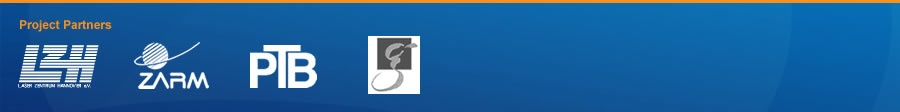 Project Partners
LZH
LASER ZENTRUM HANNOVER e.V.
ZARM
PTB
g